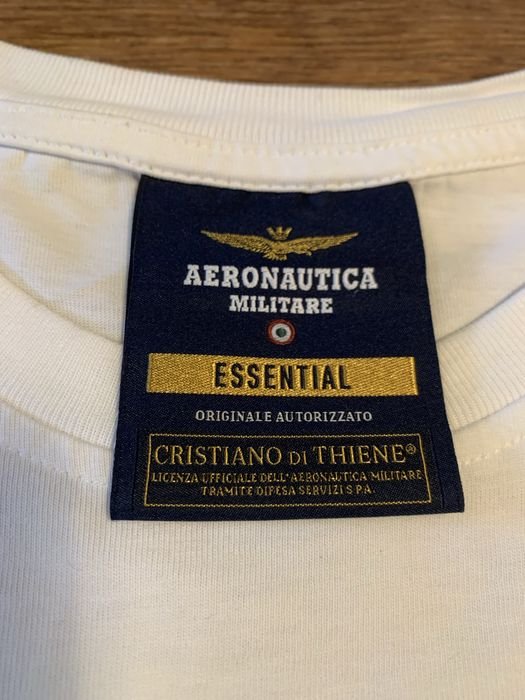 AERONAUTICA
MILITARE
ESSENTIAL
ORIGINALE AUTORIZZATO
CRISTIANO DI THIENE®
LICENZA UFFICIALE DELL'AERONAUTICA MILITARE
TRAMITE DIFESA SERVIZI S.P.A.